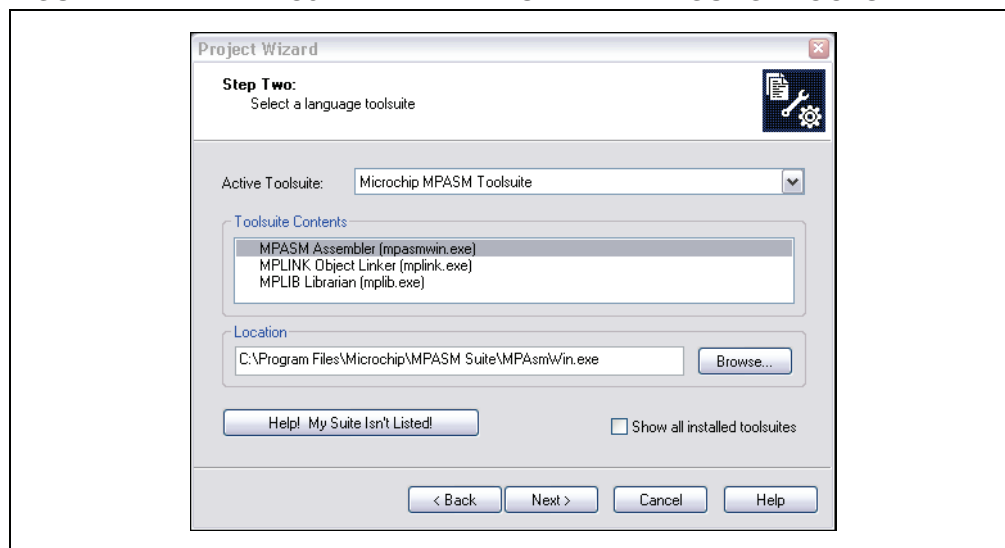 Project Wizard
Step Two:
Select a language toolsuite
Active Toolsuite: Microchip MPASM Toolsuite
Toolsuite Contents
MPASM Assembler (mpasmwin.exe)
MPLINK Object Linker (mplink.exe)
MPLIB Librarian (mplib.exe)
Location
C:\Program Files\Microchip\MPASM Suite\MPAsmWin.exe Browse...
Help! My Suite Isn't Listed! Show all installed toolsuites
< Back Next > Cancel Help